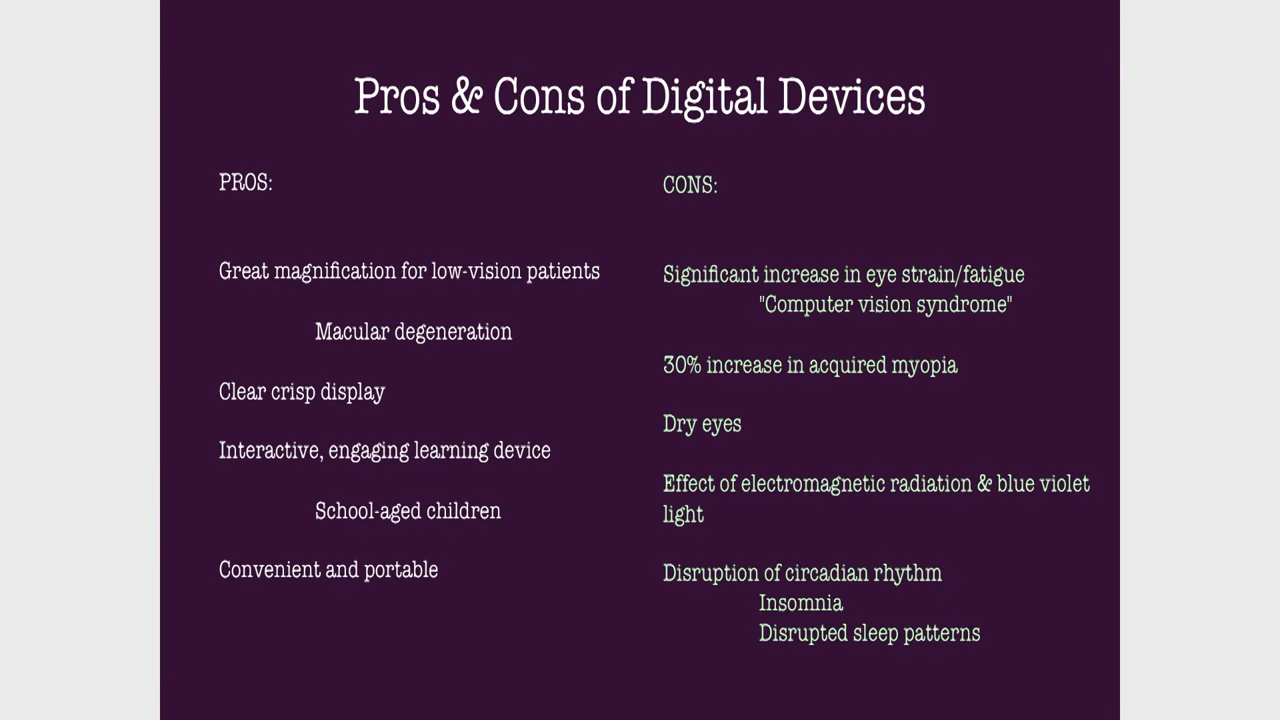 Pros & Cons of Digital Devices
PROS:
Great magnification for low-vision patients
Macular degeneration
Clear crisp display
Interactive, engaging learning device
School-aged children
Convenient and portable
CONS:
Significant increase in eye strain/fatigue
"Computer vision syndrome"
30% increase in acquired myopia
Dry eyes
Effect of electromagnetic radiation & blue violet
light
Disruption of circadian rhythm
Insomnia
Disrupted sleep patterns